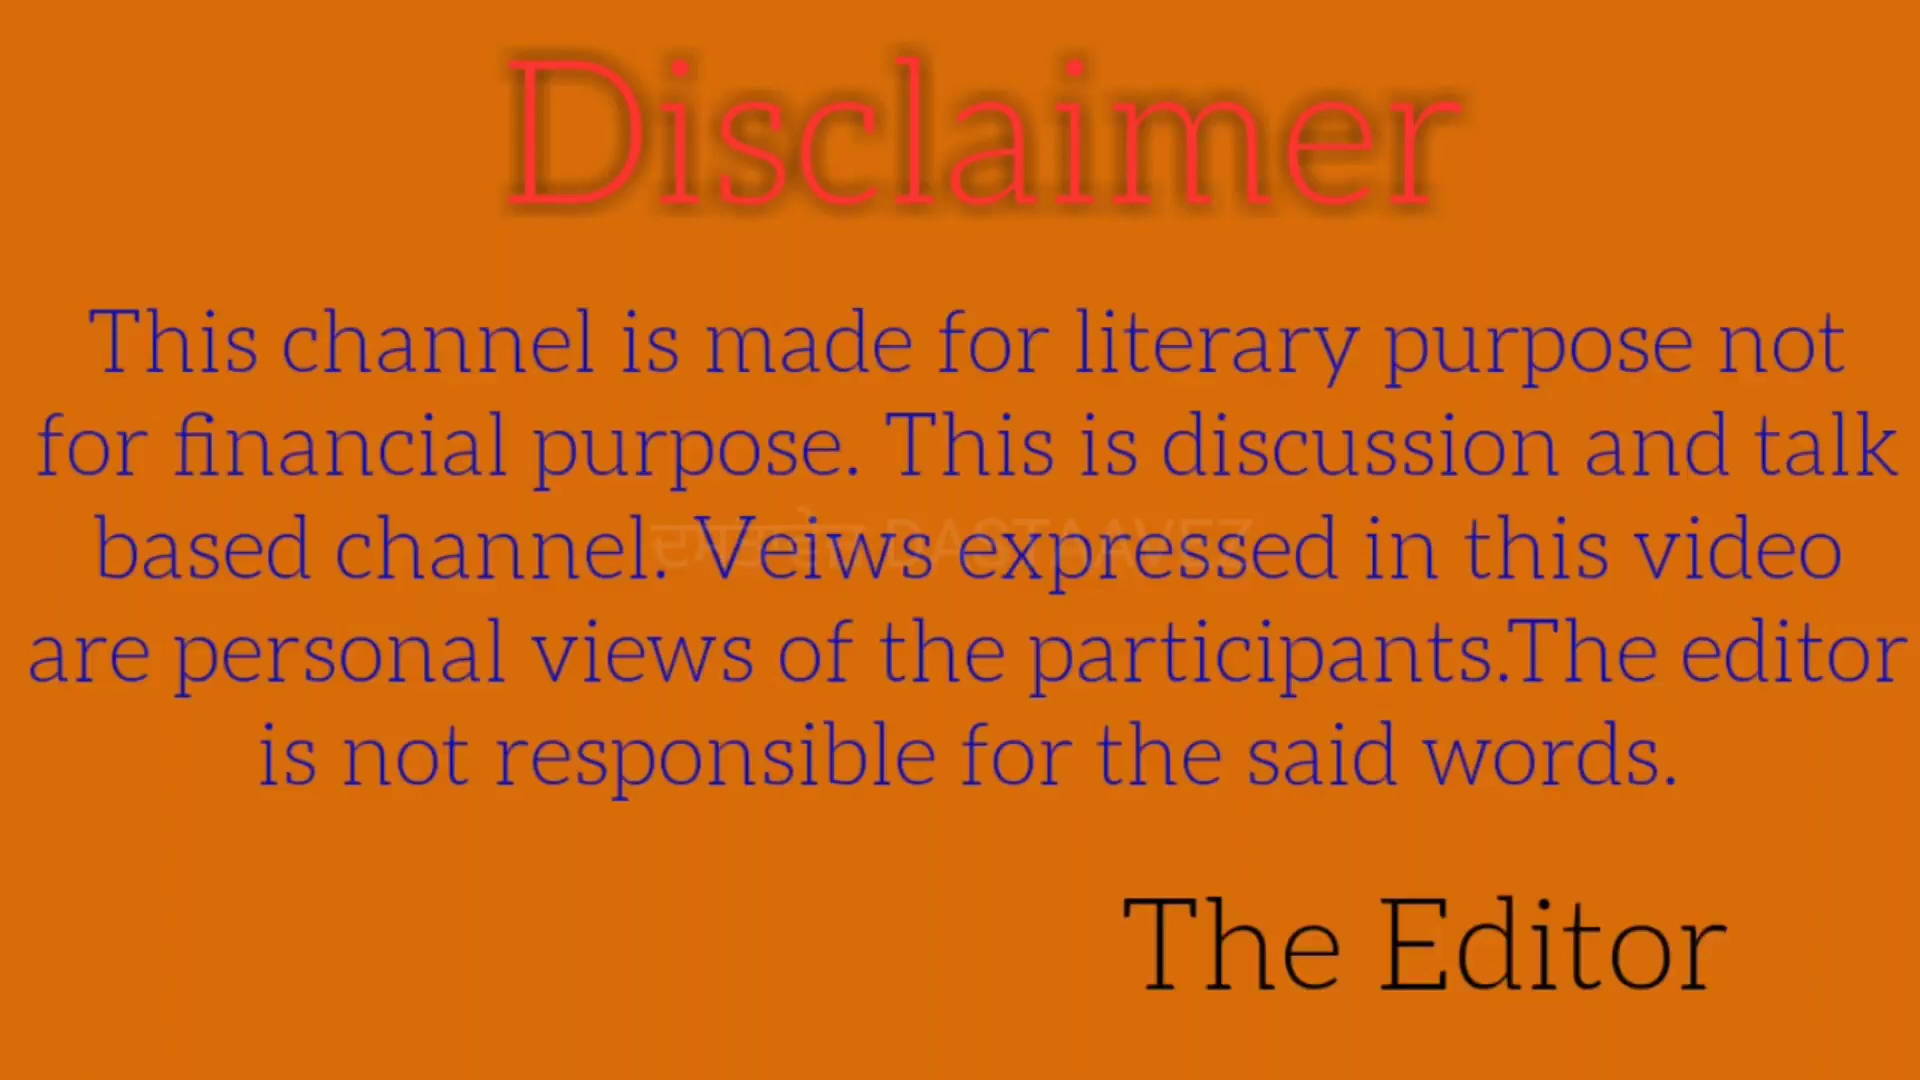 Disclaimer
This channel is made for literary purpose not
for financial purpose. This is discussion and talk
based channel. Veiws expressed in this video
are personal views of the participants.The editor
is not responsible for the said words.
DASTAAVEZ
The Editor